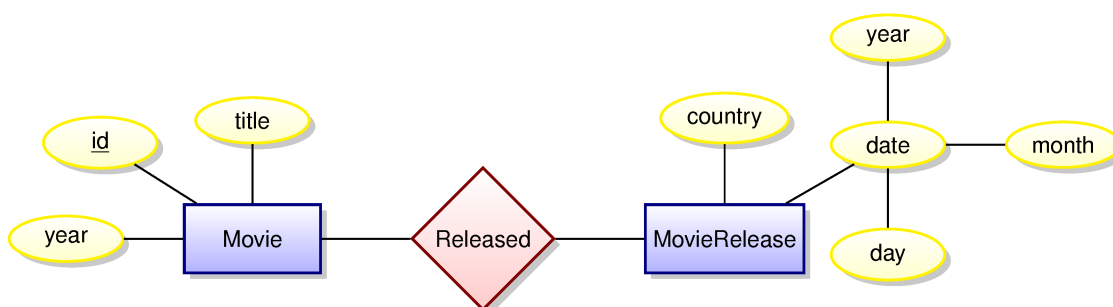 year
id
title
country
date
month
year
Movie
Released
MovieRelease
day